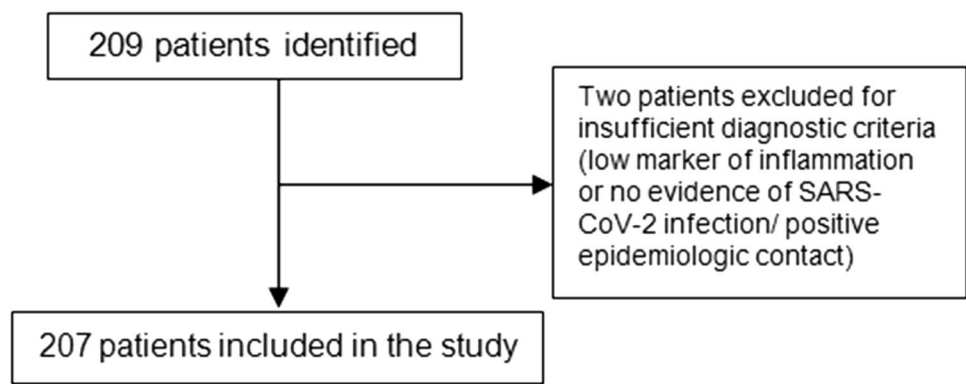 209 patients identified
Two patients excluded for
insufficient diagnostic criteria
(low marker of inflammation
or no evidence of SARS-
CoV-2 infection/ positive
epidemiologic contact)
207 patients included in the study